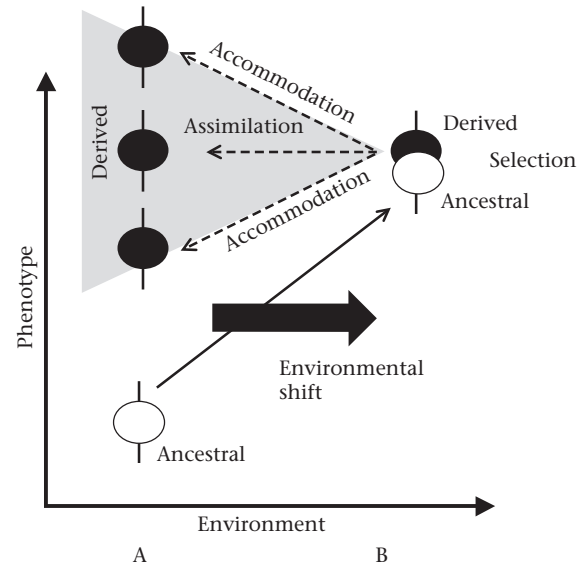 Accommodation
Derived
Assimilation
Derived
Selection
Accommodation
Ancestral
Phenotype
Environmental
shift
Ancestral
Environment
A
B